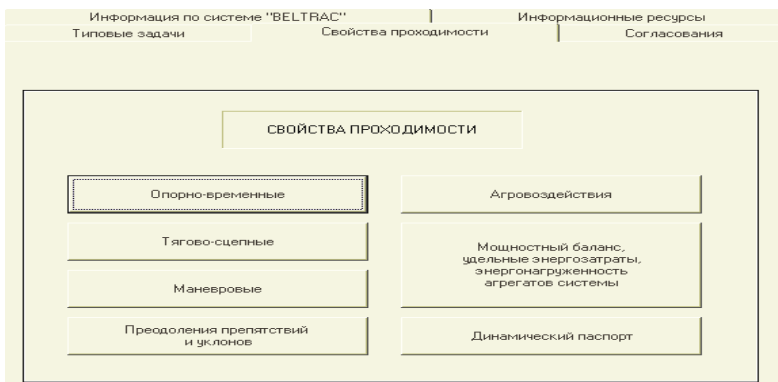 Информация по системе "BELTRAC"
Информационные ресурсы
Типовые задачи
Свойства проходимости
Согласования
СВОЙСТВА ПРОХОДИМОСТИ
Опорно-временные
Тягово-сцепные
Маневровые
Преодоления препятствий
и уклонов
Агровоздействия
Мощностный баланс,
удельные энергозатраты,
энергонагруженность
агрегатов системы
Динамический паспорт